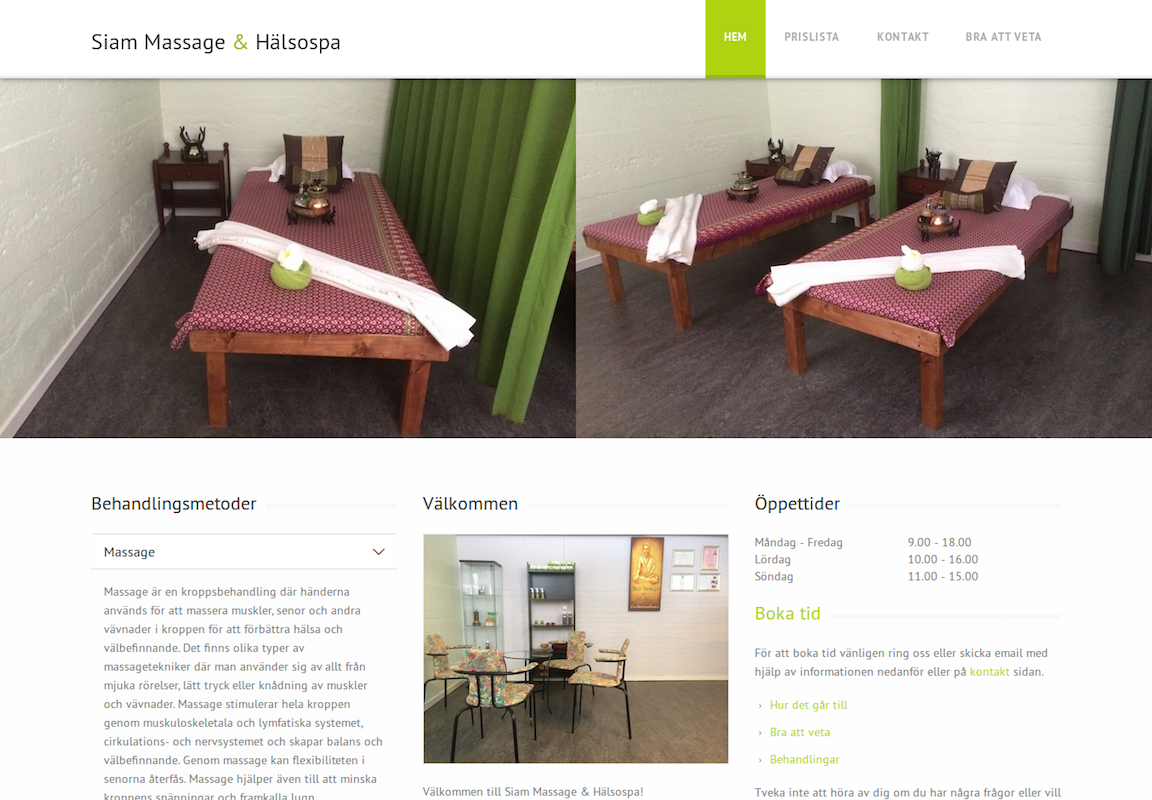 Siam Massage & Hälsospa
HEM
PRISLISTA
KONTAKT
BRA ATT VETA
Behandlingsmetoder
Massage
Massage är en kroppsbehandling där händerna
används för att massera muskler, senor och andra
vävnader i kroppen för att förbättra hälsa och
välbefinnande. Det finns olika typer av
massagetekniker där man använder sig av allt från
mjuka rörelser, lätt tryck eller knådning av muskler
och vävnader. Massage stimulerar hela kroppen
genom muskuloskeletala och lymfatiska systemet,
cirkulations- och nervsystemet och skapar balans och
välbefinnande. Genom massage kan flexibiliteten i
senorna återfås. Massage hjälper även till att minska
kroppens spänningar och framkalla lugn
Välkommen
Välkommen till Siam Massage & Hälsospa!
Öppettider
Måndag - Fredag 9.00 - 18.00
Lördag 10.00 - 16.00
Söndag 11.00 - 15.00
Boka tid
För att boka tid vänligen ring oss eller skicka email med
hjälp av informationen nedanför eller på kontakt sidan.
› Hur det går till
› Bra att veta
› Behandlingar
Tveka inte att höra av dig om du har några frågor eller vill